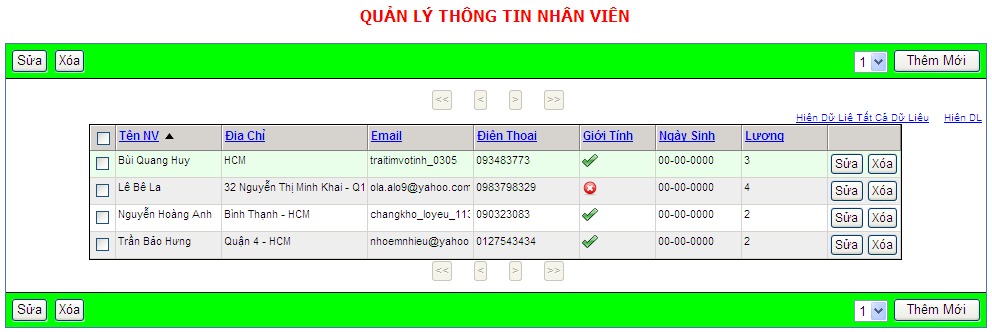 QUẢN LÝ THÔNG TIN NHÂN VIÊN
Sửa Xóa 1 Thêm Mới
<< < > >>
Hiện Dữ Liê Tất Cả Dữ Liêu Hiện DL
Tên NV Địa Chỉ Email Điện Thoai Giới Tính Ngày Sinh Lương
Bùi Quang Huy HCM traitimvotinh_0305 093483773 00-00-0000 3 Sửa Xóa
Lê Bê La 32 Nguyễn Thị Minh Khai - Q1 ola.alo9@yahoo.com 0983798329 00-00-0000 4 Sửa Xóa
Nguyễn Hoàng Anh Bình Thạnh - HCM changkho_loyeu_113 090323083 00-00-0000 2 Sửa Xóa
Trần Bảo Hưng Quận 4 - HCM nhoemnhieu@yahoo 0127543434 00-00-0000 2 Sửa Xóa
<< < > >>
Sửa Xóa 1 Thêm Mới